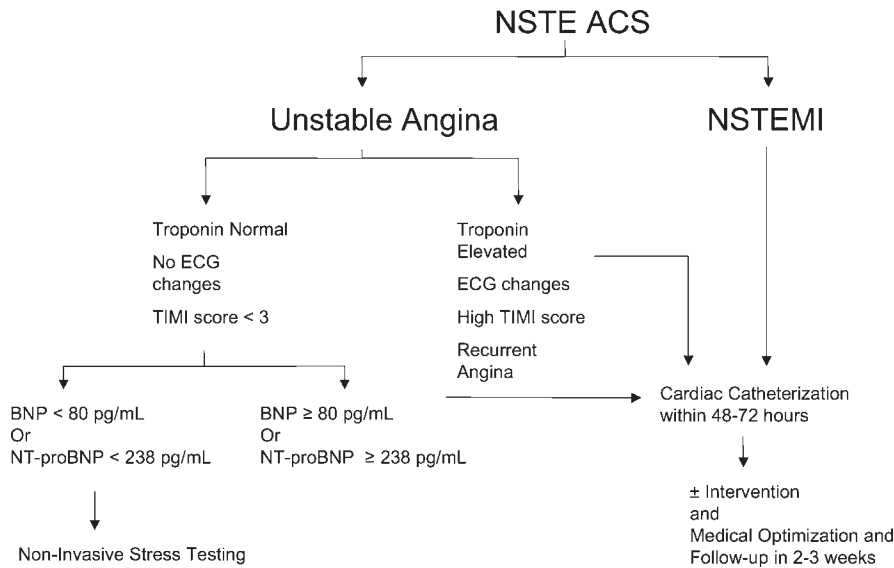 NSTE ACS
Unstable Angina
NSTEMI
Troponin Normal
No ECG
changes
TIMI score < 3
Troponin
Elevated
ECG changes
High TIMI score
Recurrent
Angina
BNP < 80 pg/mL
Or
NT-proBNP < 238 pg/mL
BNP ≥ 80 pg/mL
Or
NT-proBNP ≥ 238 pg/mL
Cardiac Catheterization
within 48-72 hours
Non-Invasive Stress Testing
± Intervention
and
Medical Optimization and
Follow-up in 2-3 weeks